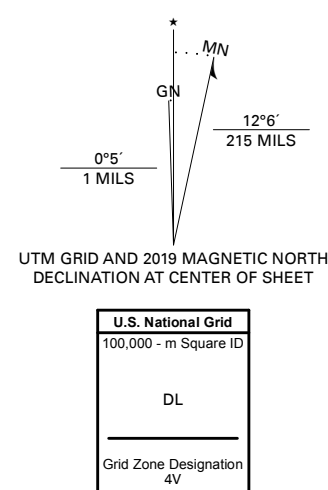 ★
MN
GN
12°6´
215 MILS
0°5´
1 MILS
UTM GRID AND 2019 MAGNETIC NORTH
DECLINATION AT CENTER OF SHEET
U.S. National Grid
100,000 - m Square ID
DL
Grid Zone Designation
4V